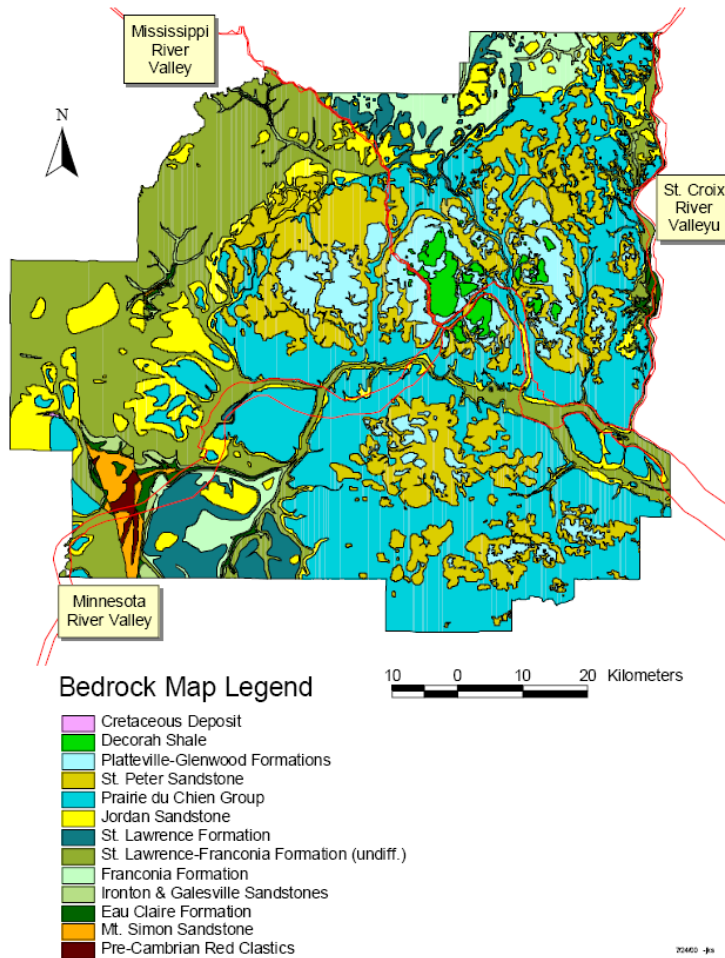 Mississippi
River
Valley
N
St. Croix
River
Valleyu
Minnesota
River Valley
10 0 10 20 Kilometers
Bedrock Map Legend
Cretaceous Deposit
Decorah Shale
Platteville-Glenwood Formations
St. Peter Sandstone
Prairie du Chien Group
Jordan Sandstone
St. Lawrence Formation
St. Lawrence-Franconia Formation (undiff.)
Franconia Formation
Ironton & Galesville Sandstones
Eau Claire Formation
Mt. Simon Sandstone
Pre-Cambrian Red Clastics